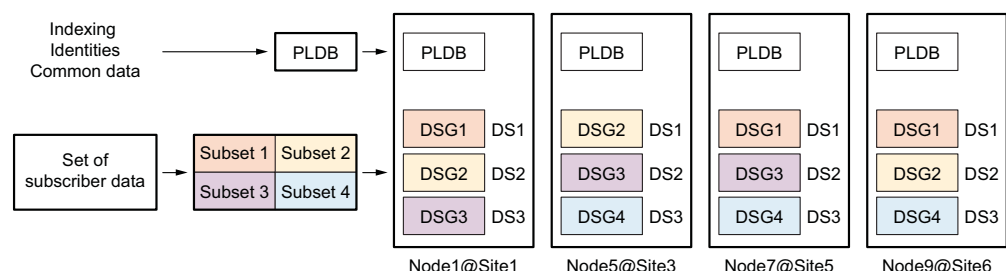 Indexing
Identities
Common data
PLDB
PLDB
PLDB
PLDB
PLDB
Set of
subscriber data
Subset 1 Subset 2
Subset 3 Subset 4
DSG1 DS1
DSG2 DS2
DSG3 DS3
DSG2 DS1
DSG3 DS2
DSG4 DS3
DSG1 DS1
DSG3 DS2
DSG4 DS3
DSG1 DS1
DSG2 DS2
DSG4 DS3
Node1@Site1
Node5@Site3
Node7@Site5
Node9@Site6